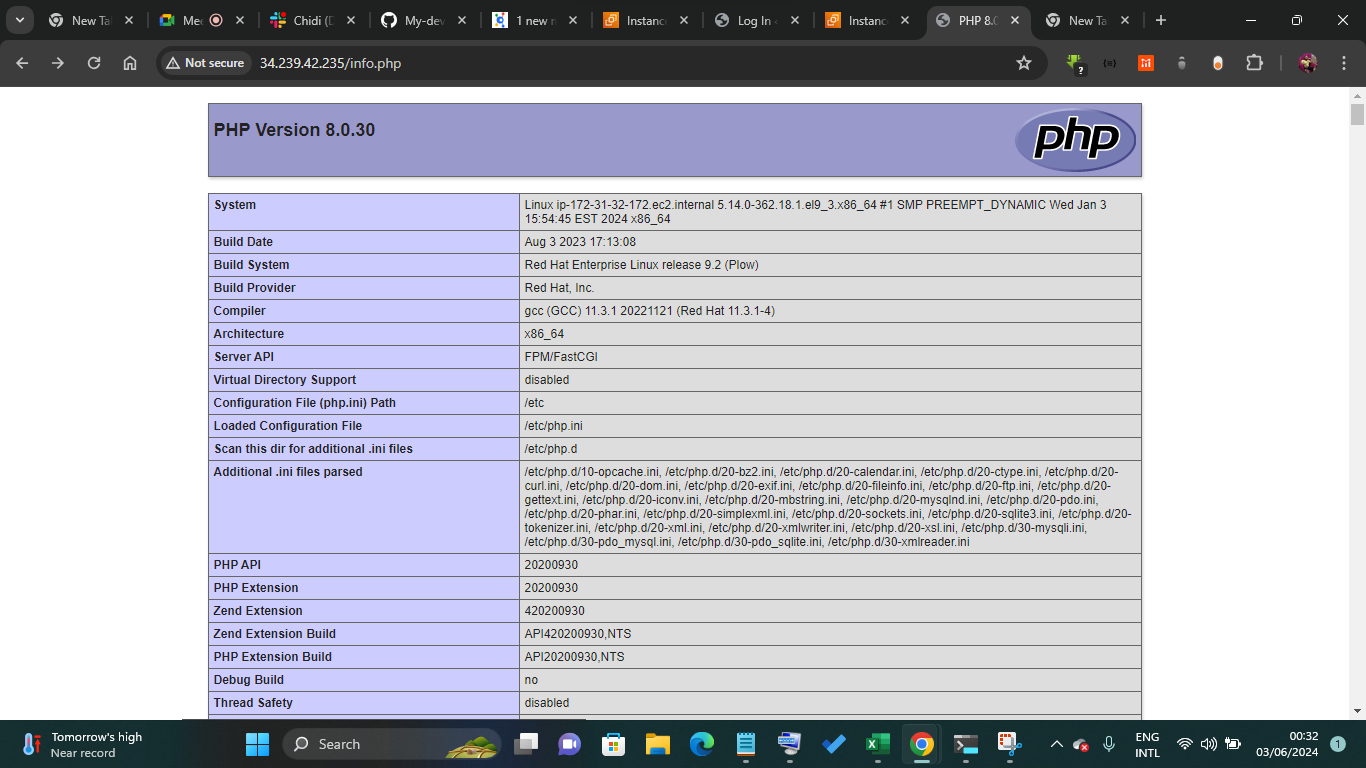 New Ta
Mee
Chidi (D
My-dev
1 new n
Instanc
Log In ‹
Instanc
PHP 8.0
New Ta
Not secure
34.239.42.235/info.php
PHP Version 8.0.30
php
System
Linux ip-172-31-32-172.ec2.internal 5.14.0-362.18.1.el9_3.x86_64 #1 SMP PREEMPT_DYNAMIC Wed Jan 3
15:54:45 EST 2024 x86_64
Build Date
Aug 3 2023 17:13:08
Build System
Red Hat Enterprise Linux release 9.2 (Plow)
Build Provider
Red Hat, Inc.
Compiler
gcc (GCC) 11.3.1 20221121 (Red Hat 11.3.1-4)
Architecture
x86_64
Server API
FPM/FastCGI
Virtual Directory Support
disabled
Configuration File (php.ini) Path
/etc
Loaded Configuration File
/etc/php.ini
Scan this dir for additional .ini files
/etc/php.d
Additional .ini files parsed
/etc/php.d/10-opcache.ini, /etc/php.d/20-bz2.ini, /etc/php.d/20-calendar.ini, /etc/php.d/20-ctype.ini, /etc/php.d/20-
curl.ini, /etc/php.d/20-dom.ini, /etc/php.d/20-exif.ini, /etc/php.d/20-fileinfo.ini, /etc/php.d/20-ftp.ini, /etc/php.d/20-
gettext.ini, /etc/php.d/20-iconv.ini, /etc/php.d/20-mbstring.ini, /etc/php.d/20-mysqlnd.ini, /etc/php.d/20-pdo.ini,
/etc/php.d/20-phar.ini, /etc/php.d/20-simplexml.ini, /etc/php.d/20-sockets.ini, /etc/php.d/20-sqlite3.ini, /etc/php.d/20-
tokenizer.ini, /etc/php.d/20-xml.ini, /etc/php.d/20-xmlwriter.ini, /etc/php.d/20-xsl.ini, /etc/php.d/30-mysqli.ini,
/etc/php.d/30-pdo_mysql.ini, /etc/php.d/30-pdo_sqlite.ini, /etc/php.d/30-xmlreader.ini
PHP API
20200930
PHP Extension
20200930
Zend Extension
420200930
Zend Extension Build
API420200930,NTS
PHP Extension Build
API20200930,NTS
Debug Build
no
Thread Safety
disabled
Tomorrow's high
Near record
Search
ENG
INTL
00:32
03/06/2024
1